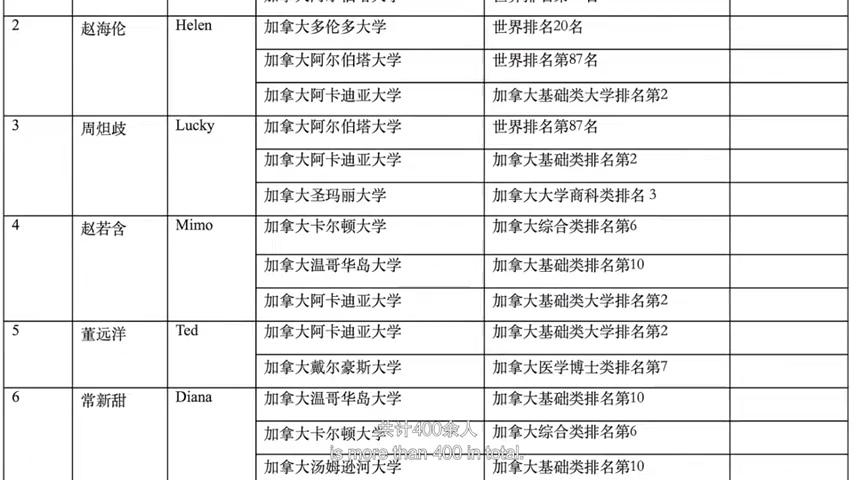 2 赵海伦 Helen 加拿大多伦多大学 世界排名20名
加拿大阿尔伯塔大学 世界排名第87名
加拿大阿卡迪亚大学 加拿大基础类大学排名第2
3 周炟歧 Lucky 加拿大阿尔伯塔大学 世界排名第87名
加拿大阿卡迪亚大学 加拿大基础类排名第2
加拿大圣玛丽大学 加拿大大学商科类排名 3
4 赵若含 Mimo 加拿大卡尔顿大学 加拿大综合类排名第6
加拿大温哥华岛大学 加拿大基础类排名第10
加拿大阿卡迪亚大学 加拿大基础类大学排名第2
5 董远洋 Ted 加拿大阿卡迪亚大学 加拿大基础类大学排名第2
加拿大戴尔豪斯大学 加拿大医学博士类排名第7
6 常新甜 Diana 加拿大温哥华岛大学 加拿大基础类排名第10
共计400余人
加拿大卡尔顿大学 加拿大综合类排名第6
is more than 400 in total.
加拿大汤姆逊河大学 加拿大基础类排名第10